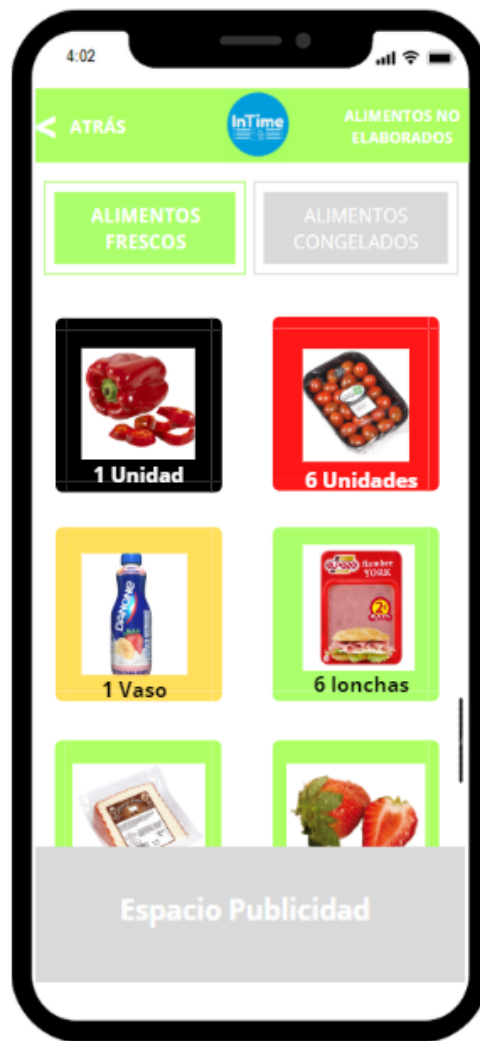 4:02
< ATRÁS
InTime
ALIMENTOS NO
ELABORADOS
ALIMENTOS
FRESCOS
ALIMENTOS
CONGELADOS
1 Unidad
6 Unidades
DANONE
1 Vaso
fiambre
YORK
6 lonchas
Espacio Publicidad